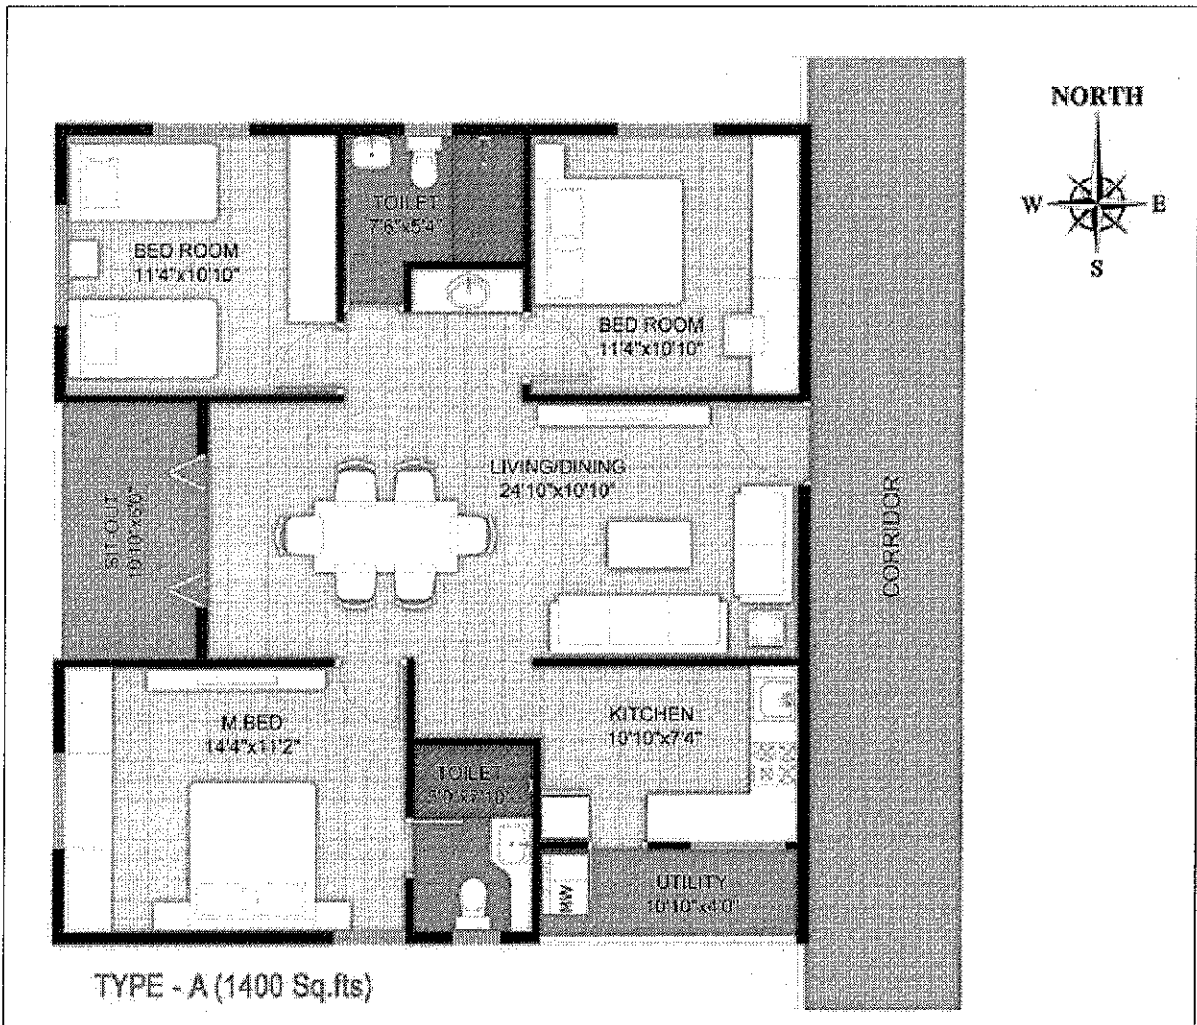 NORTH
W
E
S
TOILET
7'6"x5'4"
BED ROOM
11'4"x10'10"
BED ROOM
11'4"x10'10"
LIVING/DINING
24'10"x10'10"
SIT-OUT
10'10"x6'0"
CORRIDOR
M.BED
14'4"x11'2"
KITCHEN
10'10"x7'4"
TOILET
UTILITY
10'10"x4'0"
MW
TYPE - A (1400 Sq.fts)